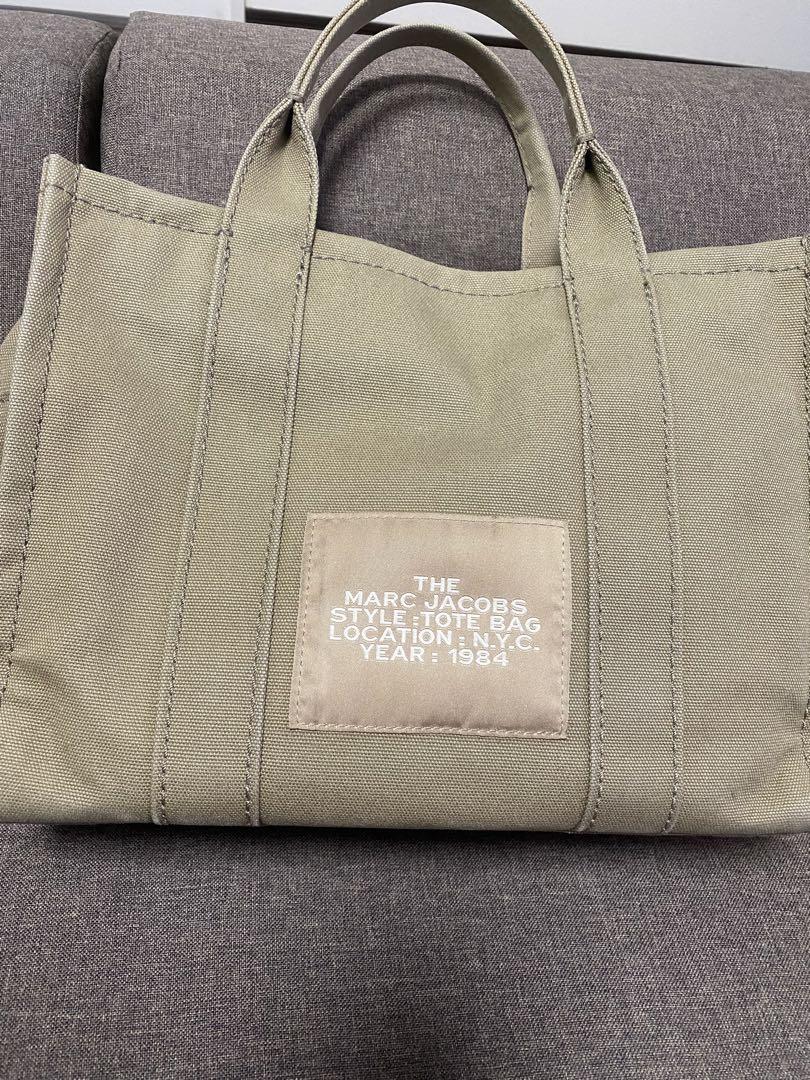 THE
MARC JACOBS
STYLE : TOTE BAG
LOCATION : N.Y.C.
YEAR : 1984